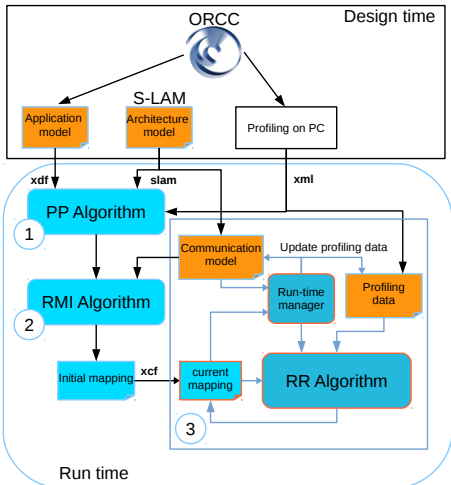 ORCC
Design time
S-LAM
Application
model
Architecture
model
Profiling on PC
xdf
slam
xml
PP Algorithm
1
Communication
model
Update profiling data
RMI Algorithm
2
Run-time
manager
Profiling
data
Initial mapping
xcf
current
mapping
RR Algorithm
3
Run time